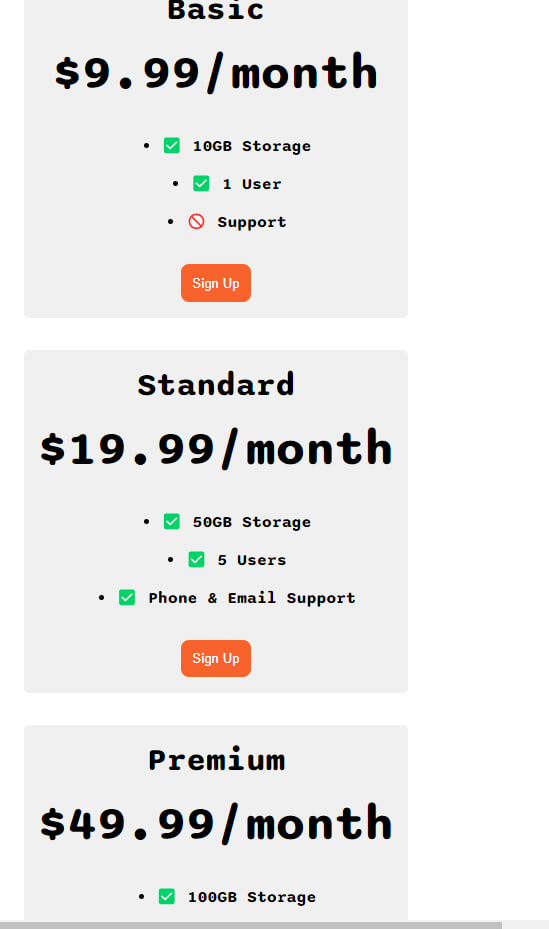 Basic
$9.99/month
• ✅ 10GB Storage
• ✅ 1 User
• 🚫 Support
Sign Up
Standard
$19.99/month
• ✅ 50GB Storage
• ✅ 5 Users
• ✅ Phone & Email Support
Sign Up
Premium
$49.99/month
• ✅ 100GB Storage